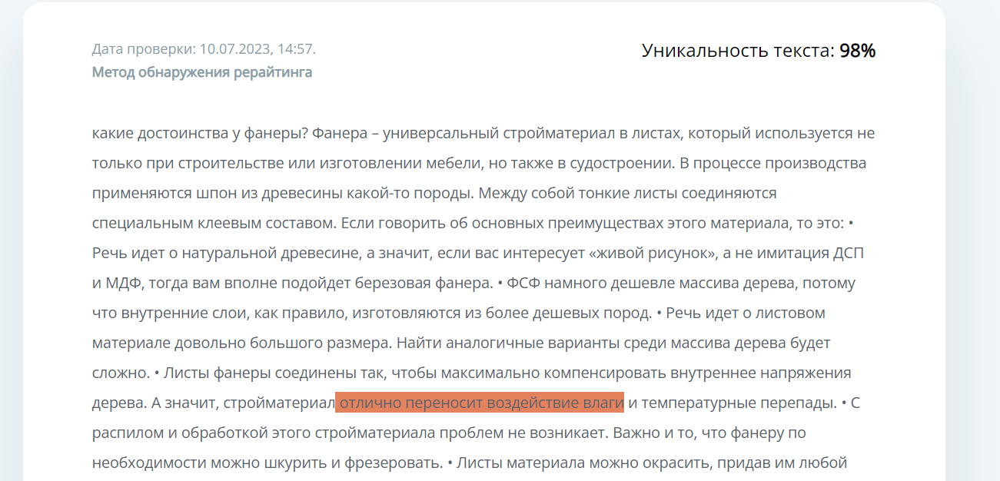 Дата проверки: 10.07.2023, 14:57.
Уникальность текста: 98%
Метод обнаружения рерайтинга
какие достоинства у фанеры? Фанера – универсальный стройматериал в листах, который используется не
только при строительстве или изготовлении мебели, но также в судостроении. В процессе производства
применяются шпон из древесины какой-то породы. Между собой тонкие листы соединяются
специальным клеевым составом. Если говорить об основных преимуществах этого материала, то это: •
Речь идет о натуральной древесине, а значит, если вас интересует «живой рисунок», а не имитация ДСП
и МДФ, тогда вам вполне подойдет березовая фанера. • ФСФ намного дешевле массива дерева, потому
что внутренние слои, как правило, изготовляются из более дешевых пород. • Речь идет о листовом
материале довольно большого размера. Найти аналогичные варианты среди массива дерева будет
сложно. • Листы фанеры соединены так, чтобы максимально компенсировать внутреннее напряжения
дерева. А значит, стройматериал отлично переносит воздействие влаги и температурные перепады. • С
распилом и обработкой этого стройматериала проблем не возникает. Важно и то, что фанеру по
необходимости можно шкурить и фрезеровать. • Листы материала можно окрасить, придав им любой